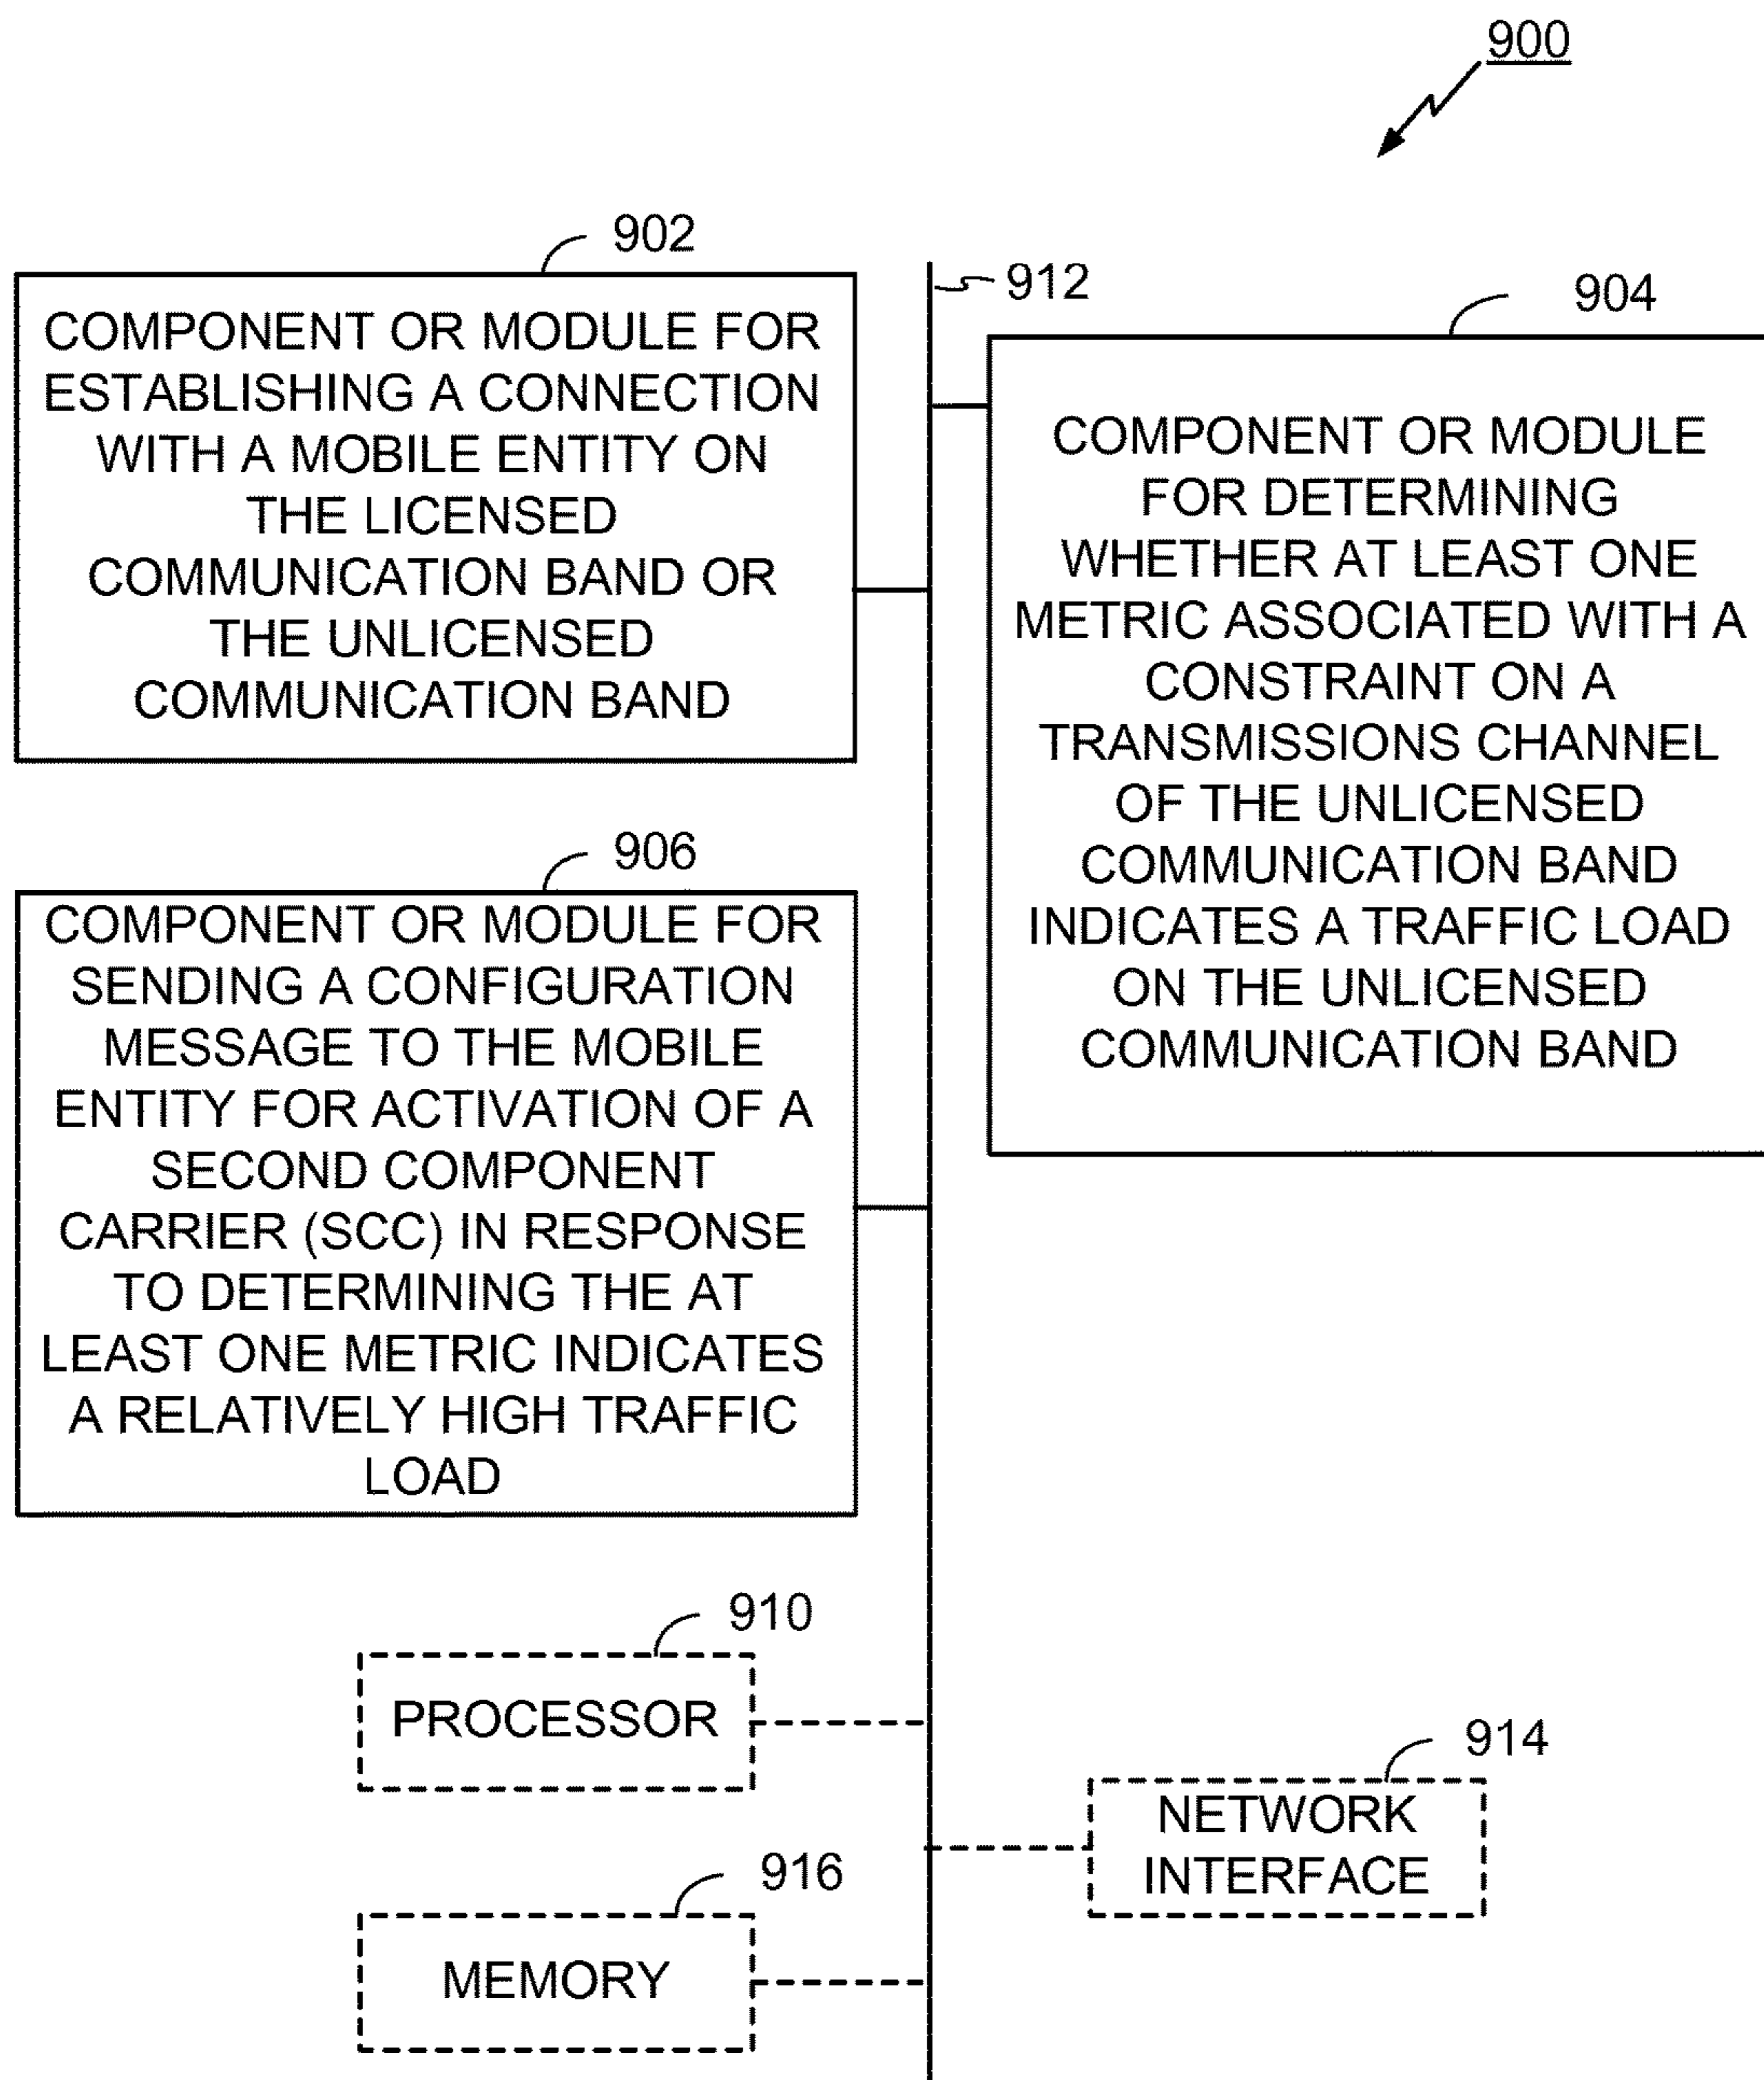 900
902
COMPONENT OR MODULE FOR
ESTABLISHING A CONNECTION
WITH A MOBILE ENTITY ON
THE LICENSED
COMMUNICATION BAND OR
THE UNLICENSED
COMMUNICATION BAND
912
904
COMPONENT OR MODULE
FOR DETERMINING
WHETHER AT LEAST ONE
METRIC ASSOCIATED WITH A
CONSTRAINT ON A
TRANSMISSIONS CHANNEL
OF THE UNLICENSED
COMMUNICATION BAND
INDICATES A TRAFFIC LOAD
ON THE UNLICENSED
COMMUNICATION BAND
906
COMPONENT OR MODULE FOR
SENDING A CONFIGURATION
MESSAGE TO THE MOBILE
ENTITY FOR ACTIVATION OF A
SECOND COMPONENT
CARRIER (SCC) IN RESPONSE
TO DETERMINING THE AT
LEAST ONE METRIC INDICATES
A RELATIVELY HIGH TRAFFIC
LOAD
910
PROCESSOR
914
NETWORK
INTERFACE
916
MEMORY